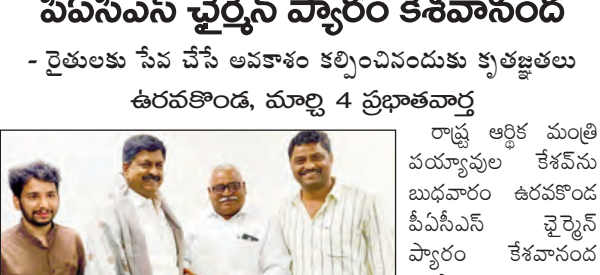 పీఏసీఎస్ ఛైర్మెన్ ప్యారం కేశవానంద
- రైతులకు సేవ చేసే అవకాశం కల్పించినందుకు కృతజ్ఞతలు
ఉరవకొండ, మార్చి 4 ప్రభాతవార్త
రాష్ట్ర ఆర్థిక మంత్రి
పయ్యావుల కేశవ్‌ను
బుధవారం ఉరవకొండ
పీఏసీఎస్ ఛైర్మెన్
ప్యారం కేశవానంద